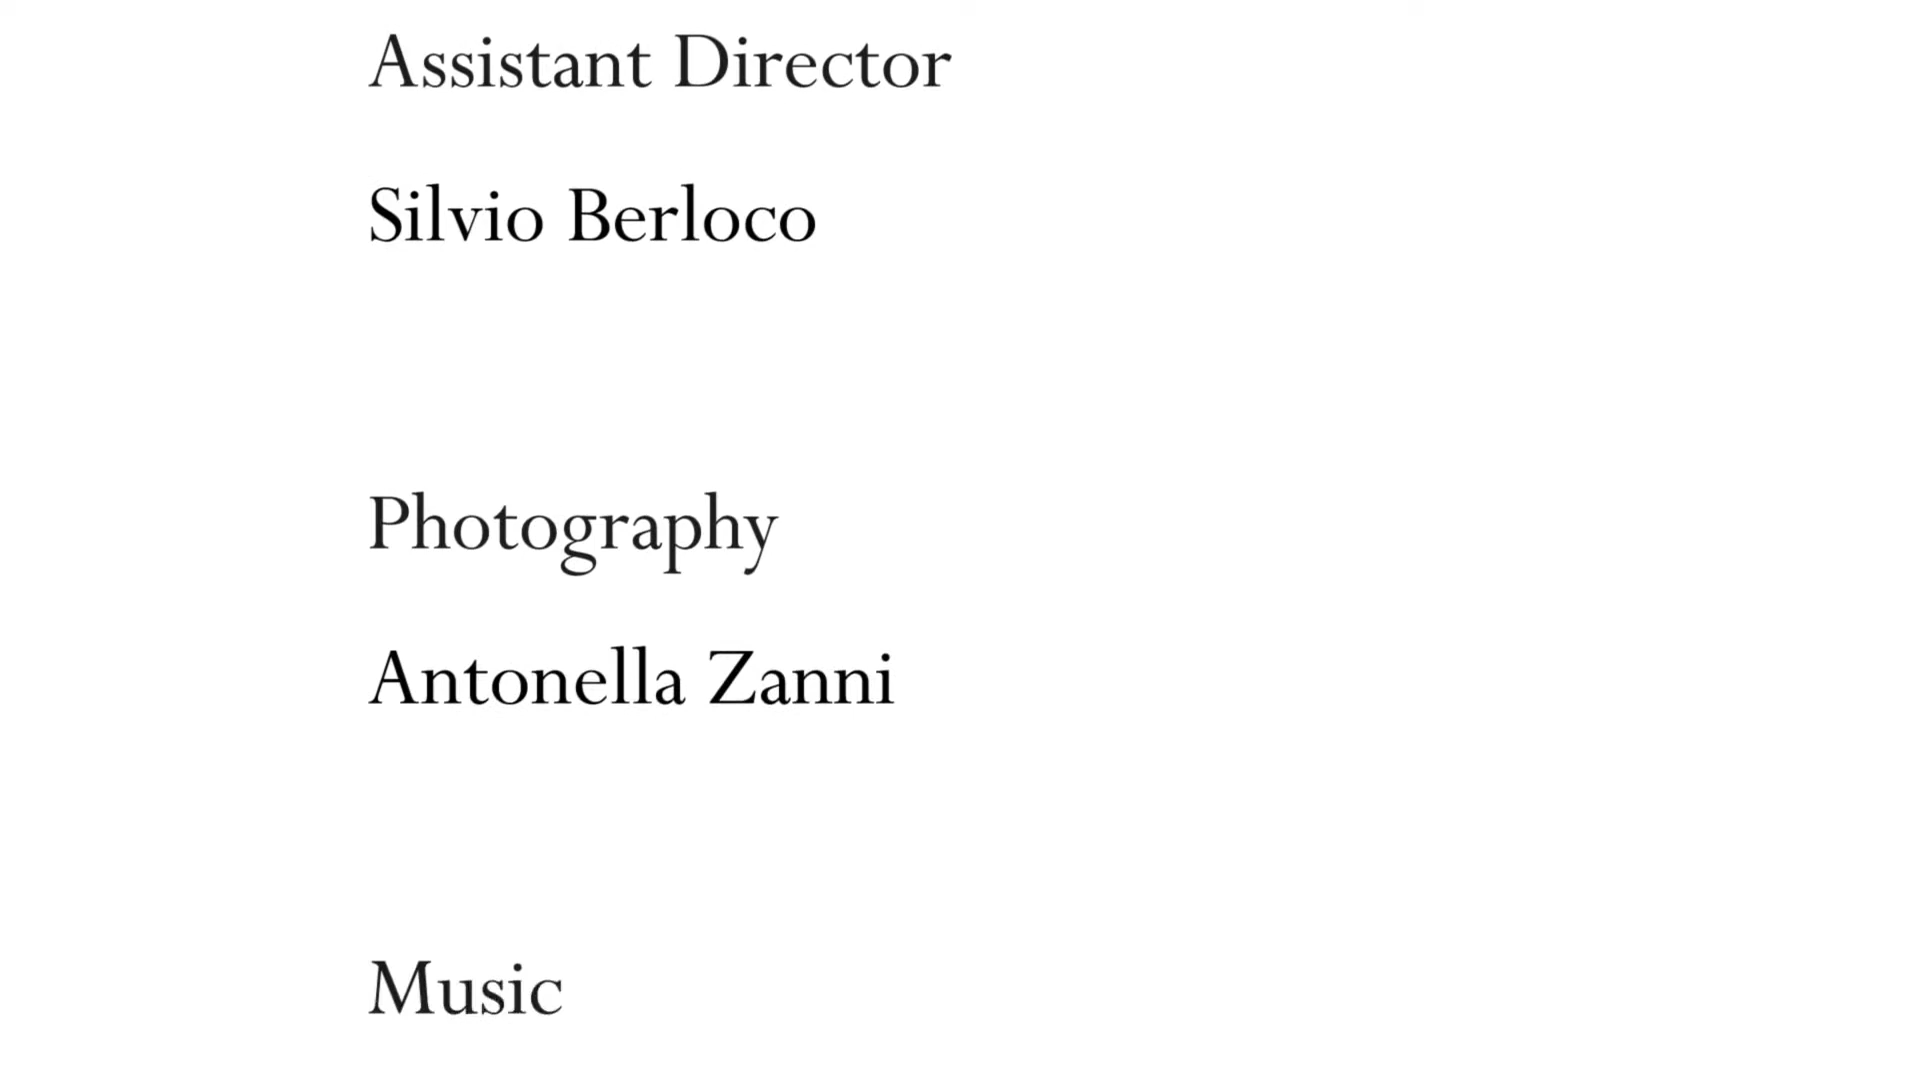 Assistant Director
Silvio Berloco
Photography
Antonella Zanni
Music